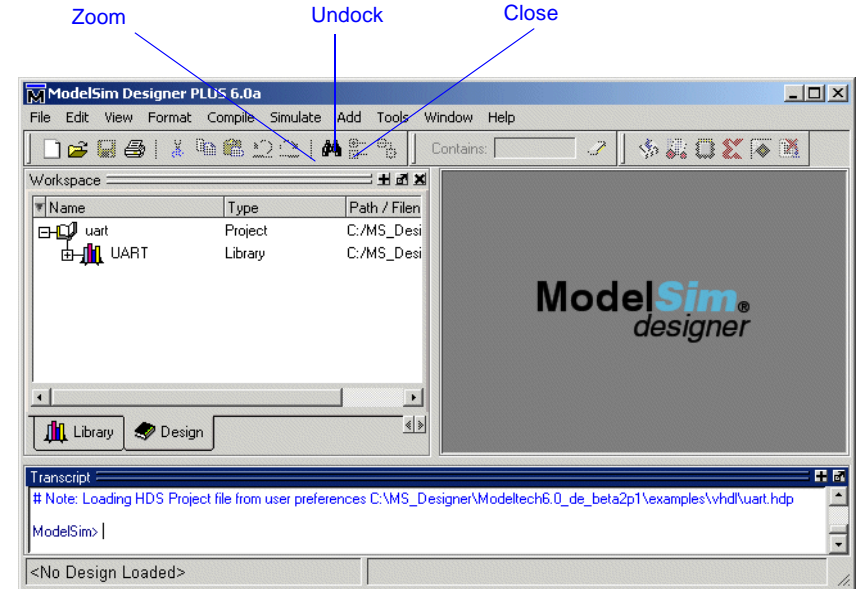 Zoom Undock Close
ModelSim Designer PLUS 6.0a
File Edit View Format Compile Simulate Add Tools Window Help
Contains:
Workspace
Name Type Path / Filen
uart Project C:/MS_Desi
UART Library C:/MS_Desi
ModelSim®
designer
Library Design
Transcript
# Note: Loading HDS Project file from user preferences C:\MS_Designer\Modeltech6.0_de_beta2p1\examples\vhdl\uart.hdp
ModelSim>
<No Design Loaded>